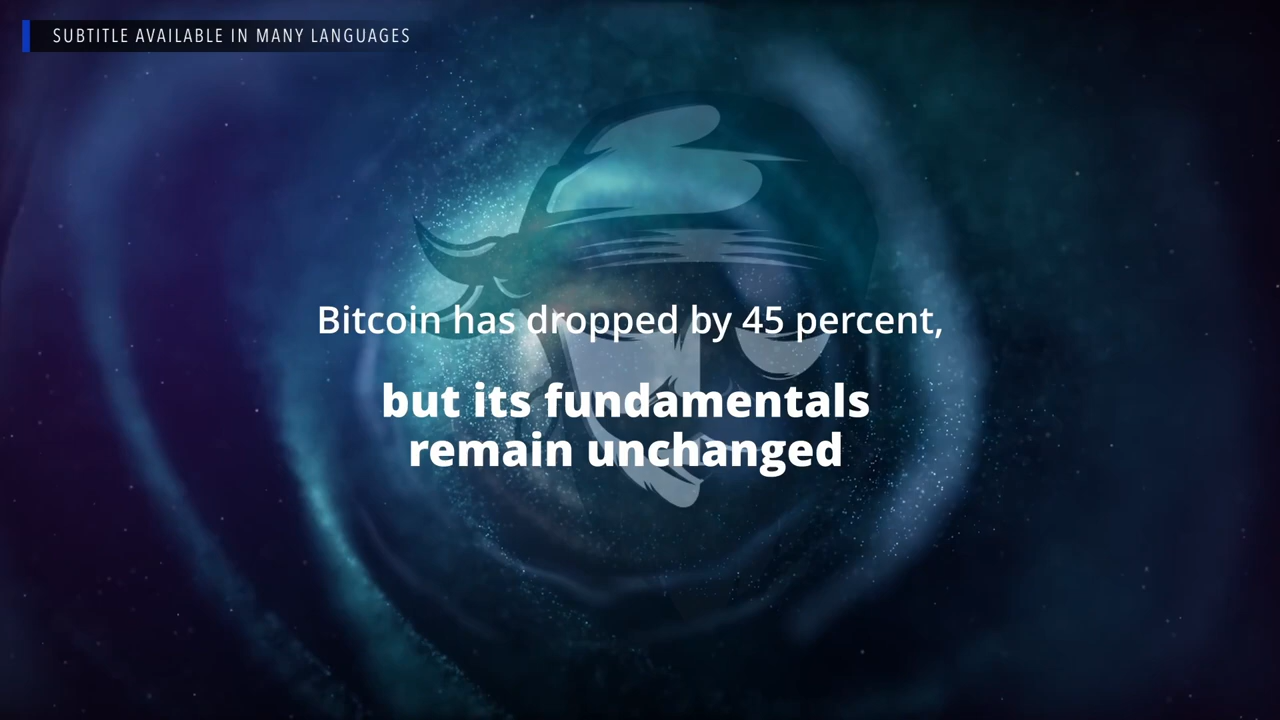 SUBTITLE AVAILABLE IN MANY LANGUAGES
Bitcoin has dropped by 45 percent,
but its fundamentals
remain unchanged